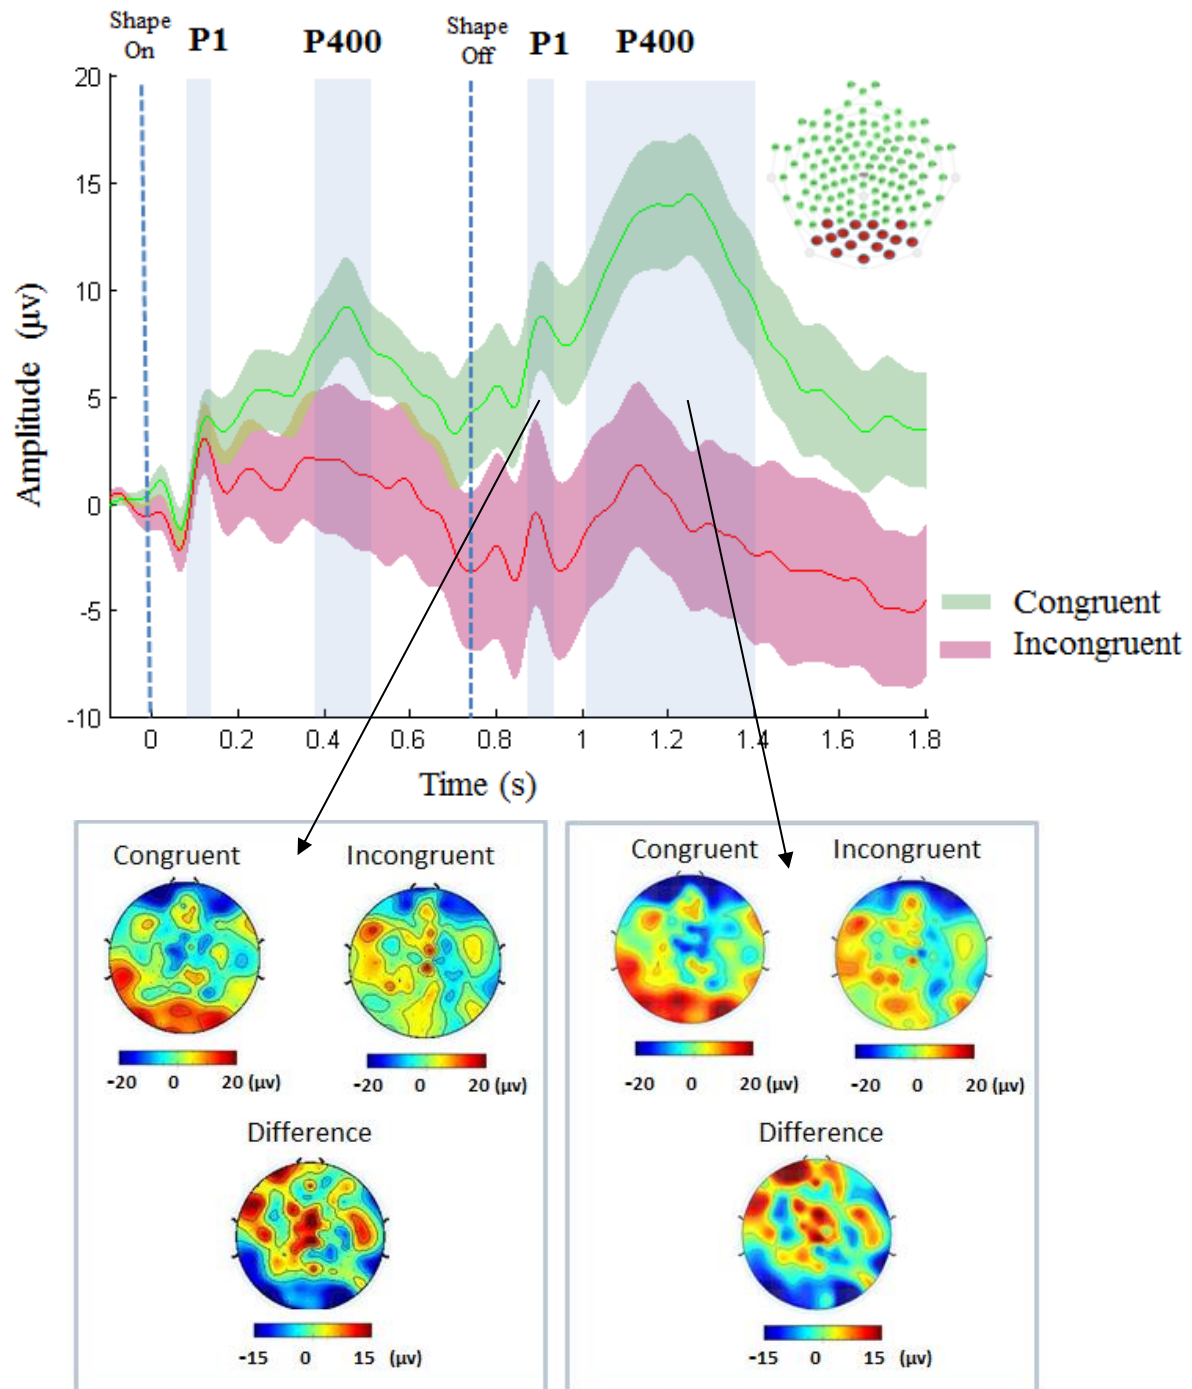 Shape
On
P1
P400
Shape
Off
P1
P400
20
15
10
5
0
-5
-10
Amplitude (μv)
0
0.2
0.4
0.6
0.8
1
1.2
1.4
1.6
1.8
Time (s)
Congruent
Incongruent
Congruent
Incongruent
-20 0 20 (μv)
-20 0 20 (μv)
Difference
-15 0 15 (μv)
Congruent
Incongruent
-20 0 20 (μv)
-20 0 20 (μv)
Difference
-15 0 15 (μv)